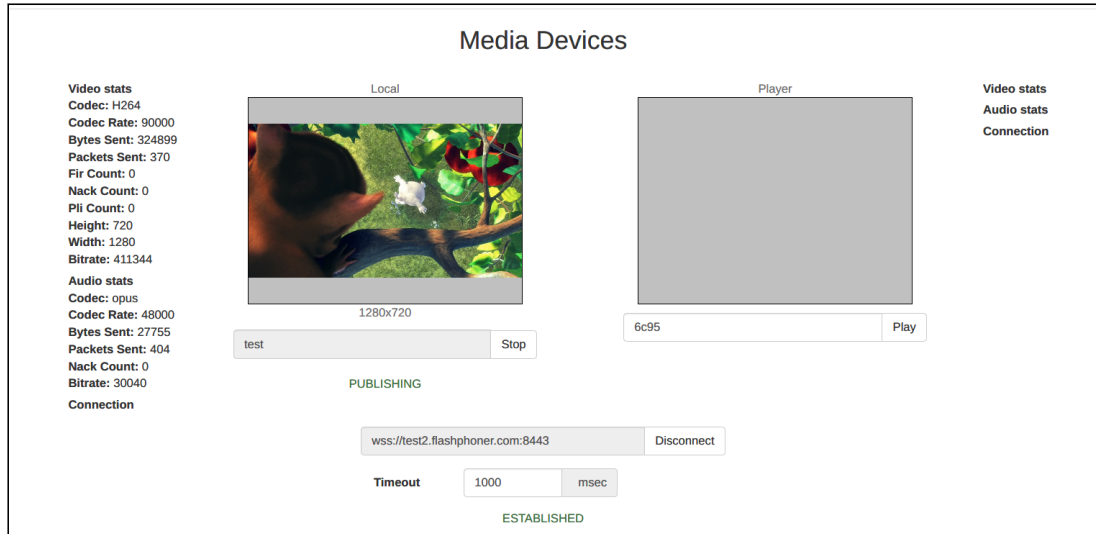 Media Devices
Video stats
Codec: H264
Codec Rate: 90000
Bytes Sent: 324899
Packets Sent: 370
Fir Count: 0
Nack Count: 0
Pli Count: 0
Height: 720
Width: 1280
Bitrate: 411344
Audio stats
Codec: opus
Codec Rate: 48000
Bytes Sent: 27755
Packets Sent: 404
Nack Count: 0
Bitrate: 30040
Connection
Local
1280x720
test Stop
PUBLISHING
Player
6c95 Play
Video stats
Audio stats
Connection
wss://test2.flashphoner.com:8443 Disconnect
Timeout 1000 msec
ESTABLISHED